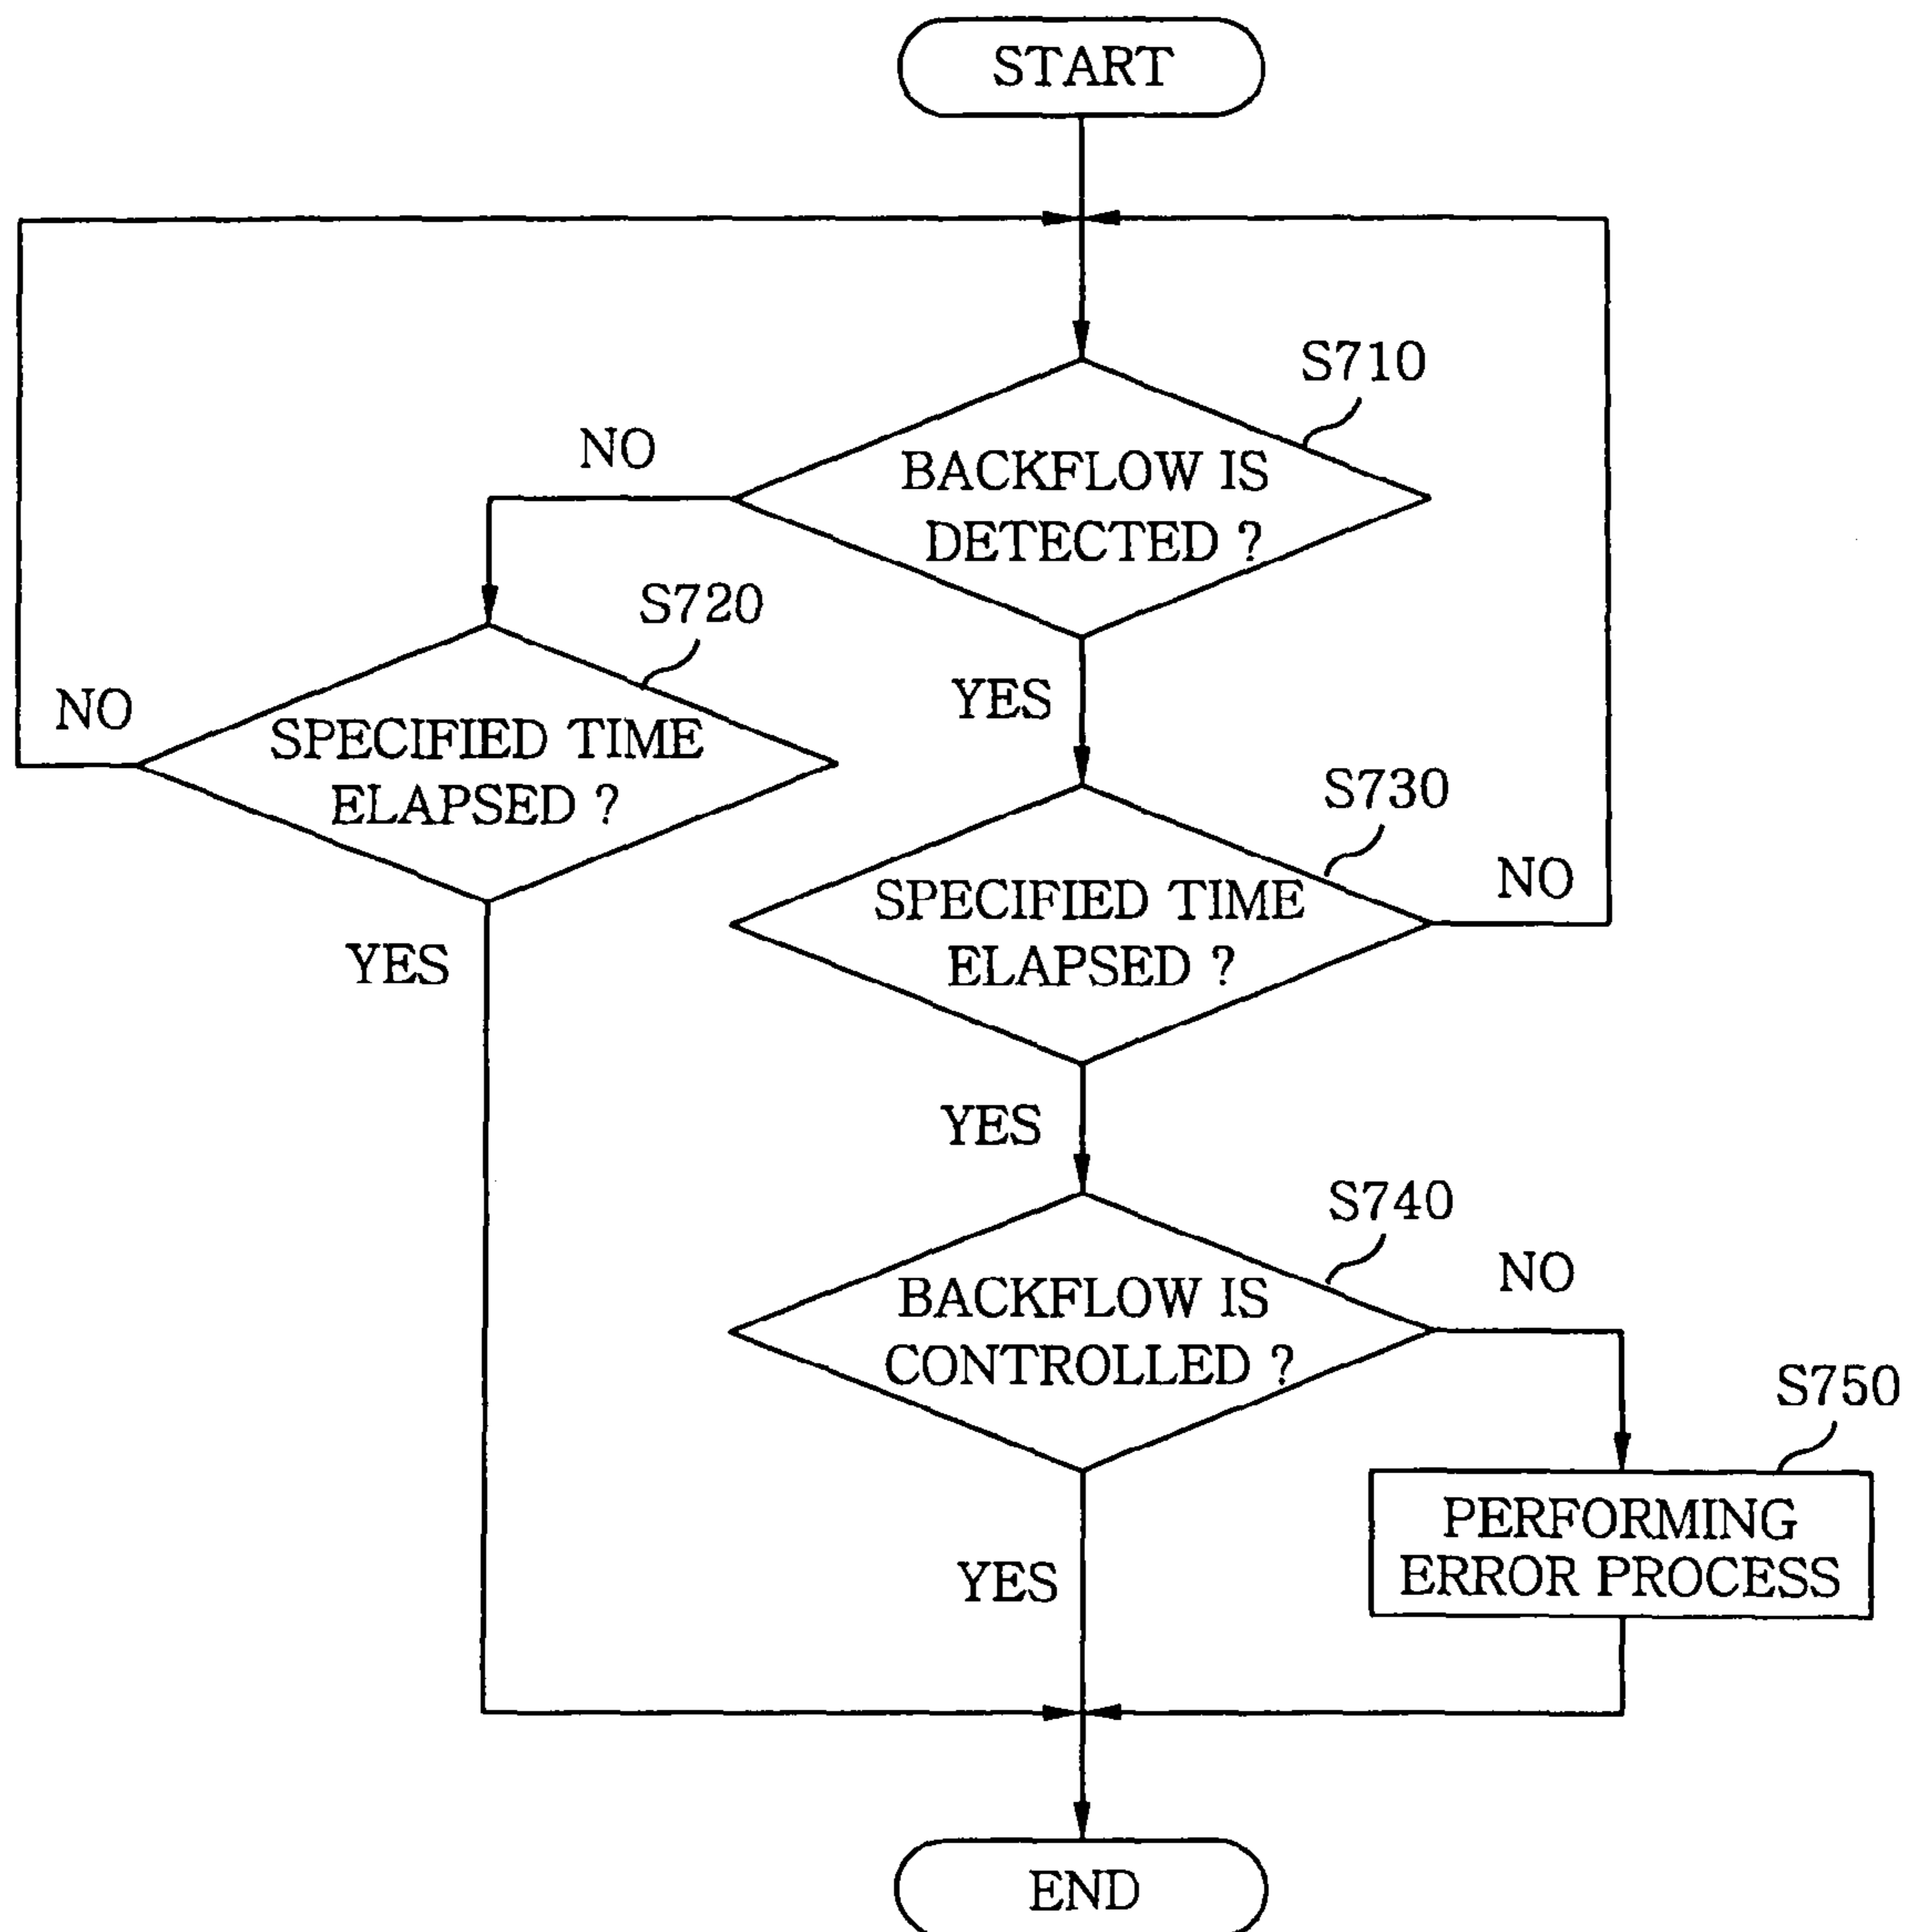 START
S710
NO
BACKFLOW IS
DETECTED ?
S720
YES
NO
SPECIFIED TIME
ELAPSED ?
S730
SPECIFIED TIME
ELAPSED ?
NO
YES
YES
S740
NO
BACKFLOW IS
CONTROLLED ?
S750
PERFORMING
ERROR PROCESS
YES
END